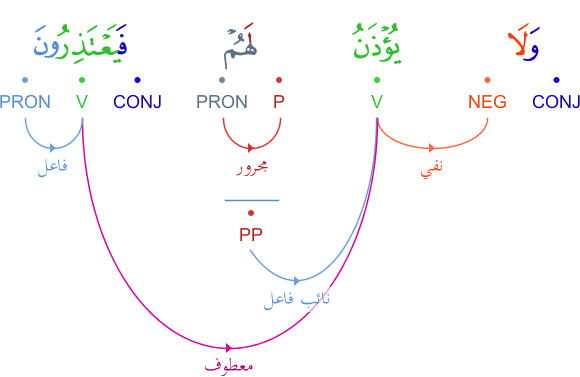 وَلَا يُؤْذَنُ لَهُمْ فَيَعْتَذِرُونَ
CONJ NEG V P PRON CONJ V PRON
نفي مجرور فاعل
PP
نائب فاعل
معطوف